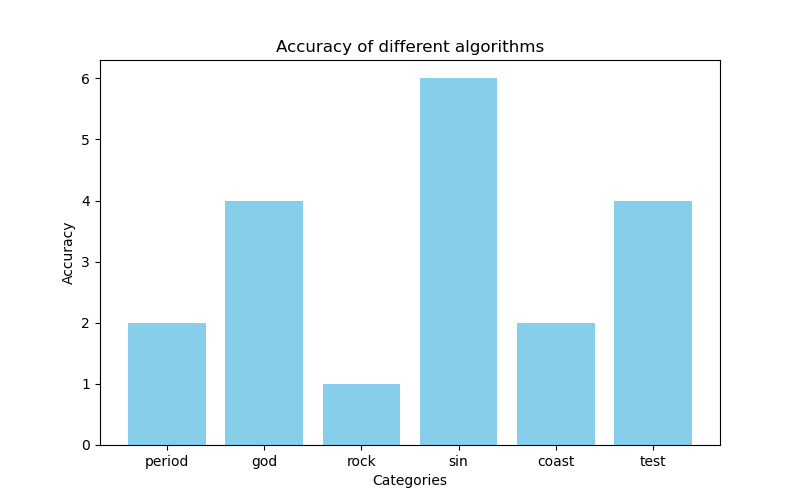 Accuracy of different algorithms
Accuracy
6
5
4
3
2
1
0
period god rock sin coast test
Categories